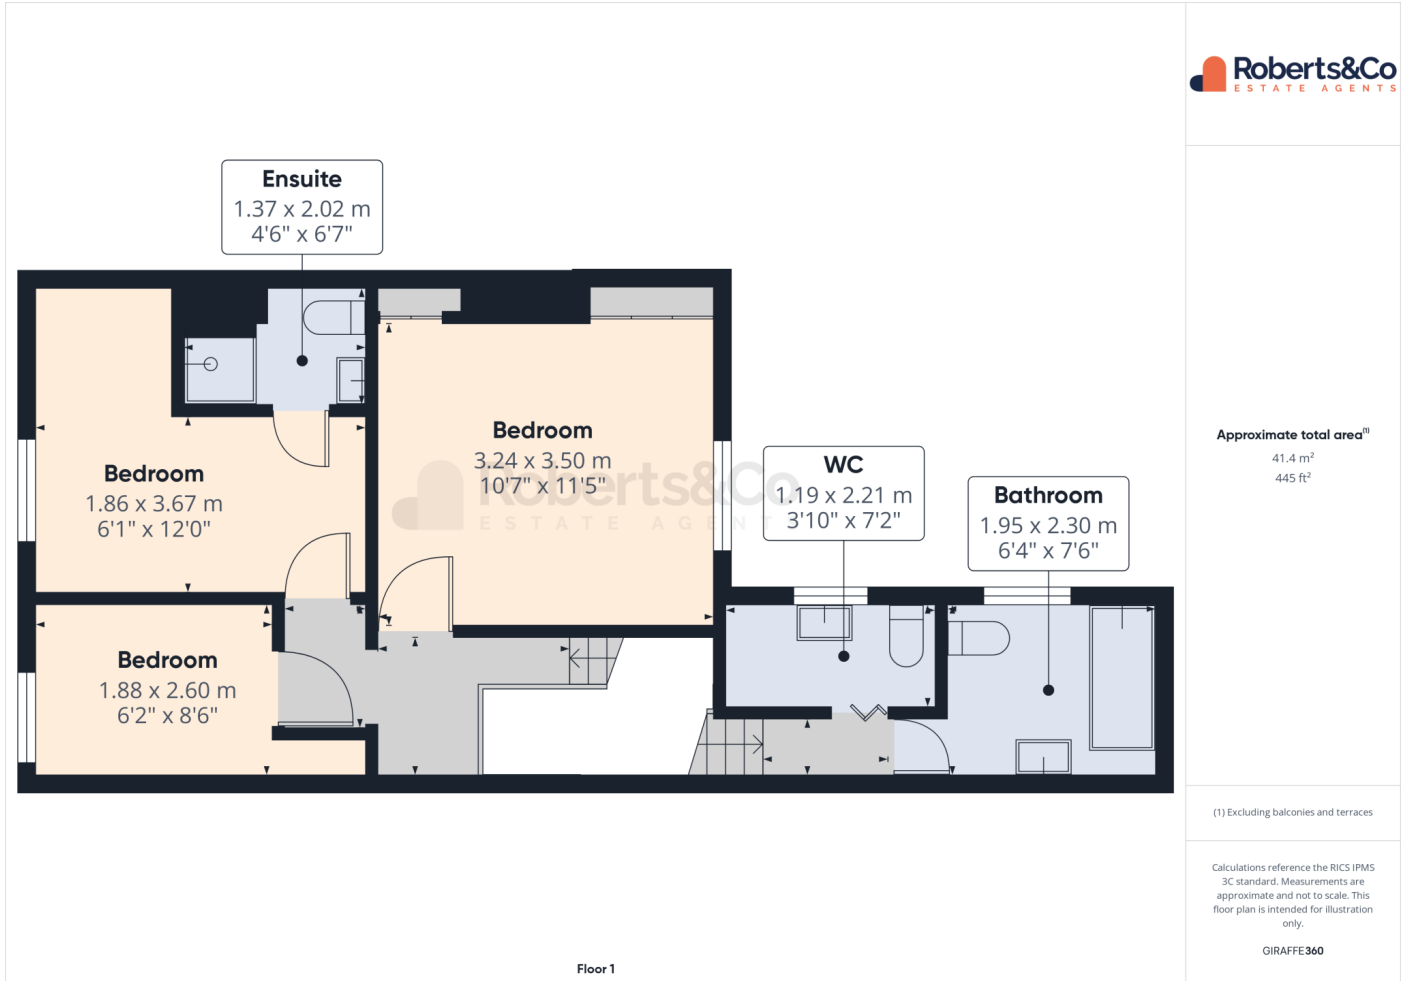 Roberts&Co
ESTATE AGENTS
Ensuite
1.37 x 2.02 m
4'6" x 6'7"
Bedroom
3.24 x 3.50 m
10'7" x 11'5"
Roberts&Co
ESTATE AGENT
Bedroom
1.86 x 3.67 m
6'1" x 12'0"
WC
1.19 x 2.21 m
3'10" x 7'2"
Bathroom
1.95 x 2.30 m
6'4" x 7'6"
Bedroom
1.88 x 2.60 m
6'2" x 8'6"
Approximate total area(1)
41.4 m²
445 ft²
(1) Excluding balconies and terraces
Calculations reference the RICS IPMS
3C standard. Measurements are
approximate and not to scale. This
floor plan is intended for illustration
only.
GIRAFFE360
Floor 1